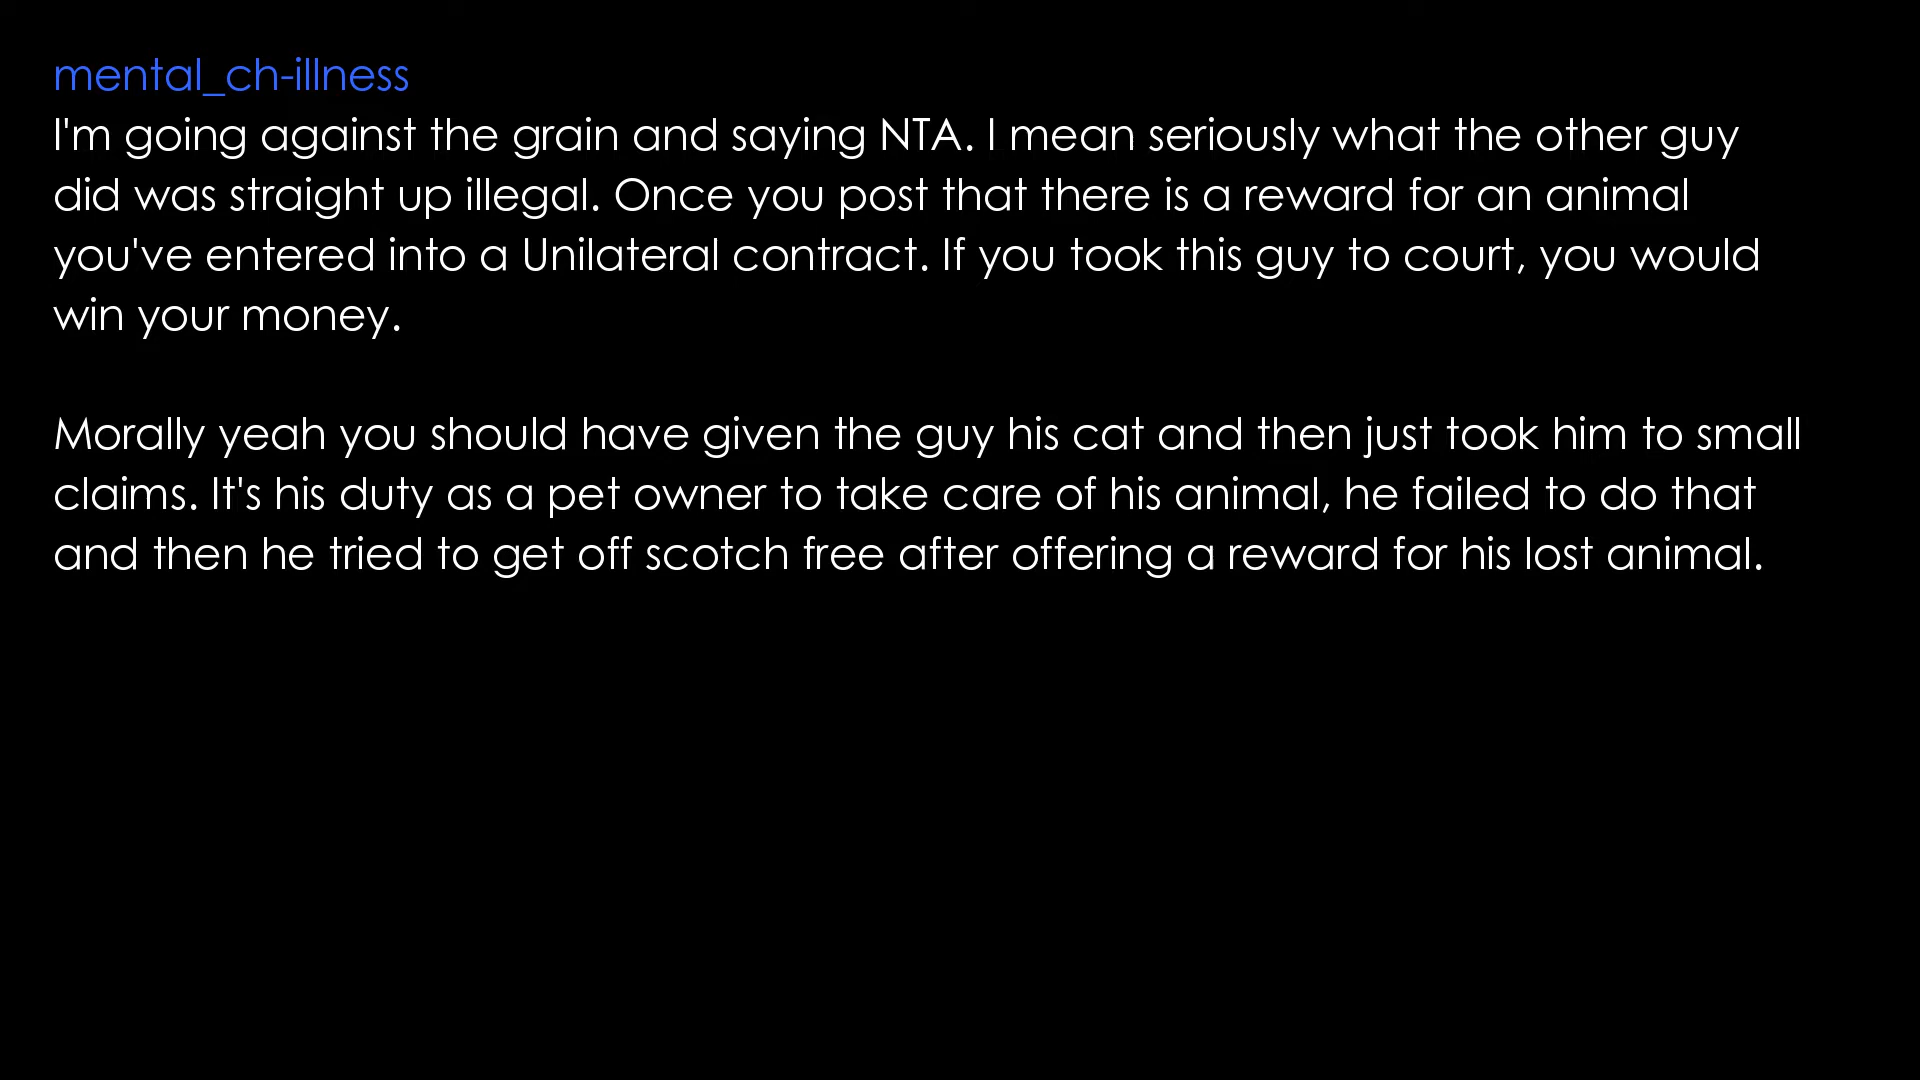 mental_ch-illness
I'm going against the grain and saying NTA. I mean seriously what the other guy
did was straight up illegal. Once you post that there is a reward for an animal
you've entered into a Unilateral contract. If you took this guy to court, you would
win your money.
Morally yeah you should have given the guy his cat and then just took him to small
claims. It's his duty as a pet owner to take care of his animal, he failed to do that
and then he tried to get off scotch free after offering a reward for his lost animal.